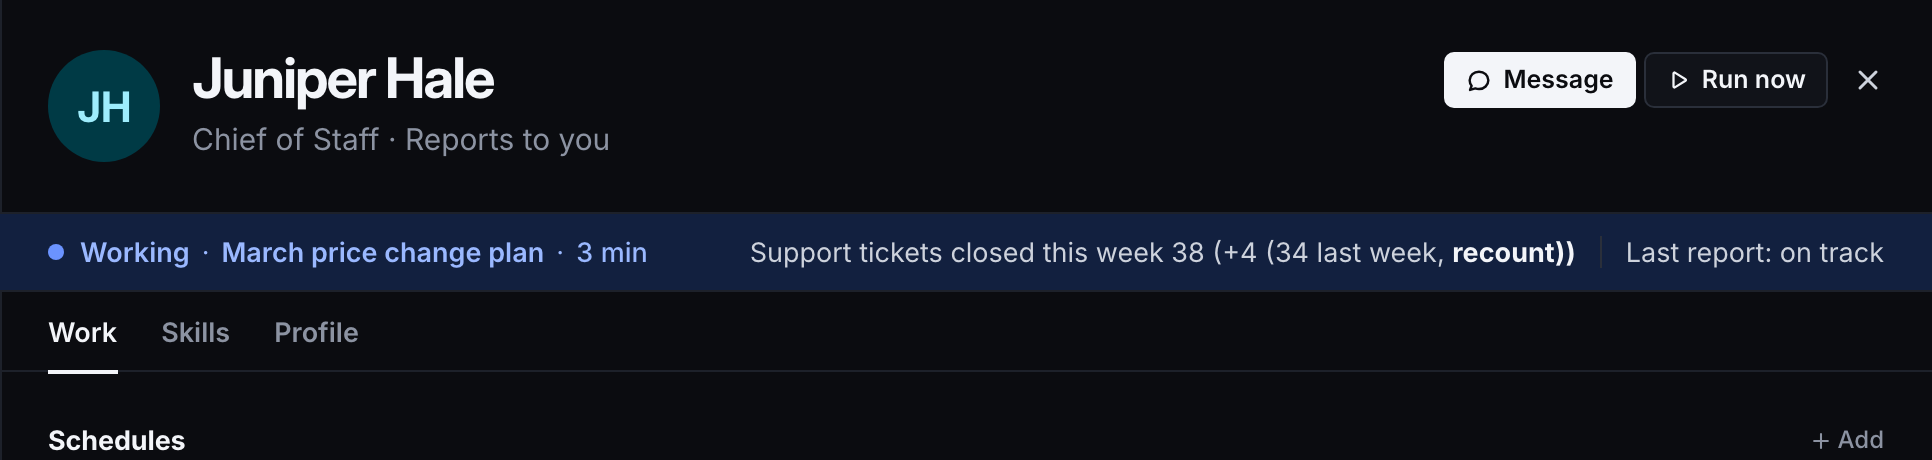 JH
Juniper Hale
Chief of Staff · Reports to you
Message
Run now
Working · March price change plan · 3 min
Support tickets closed this week 38 (+4 (34 last week, recount))
Last report: on track
Work
Skills
Profile
Schedules
+ Add